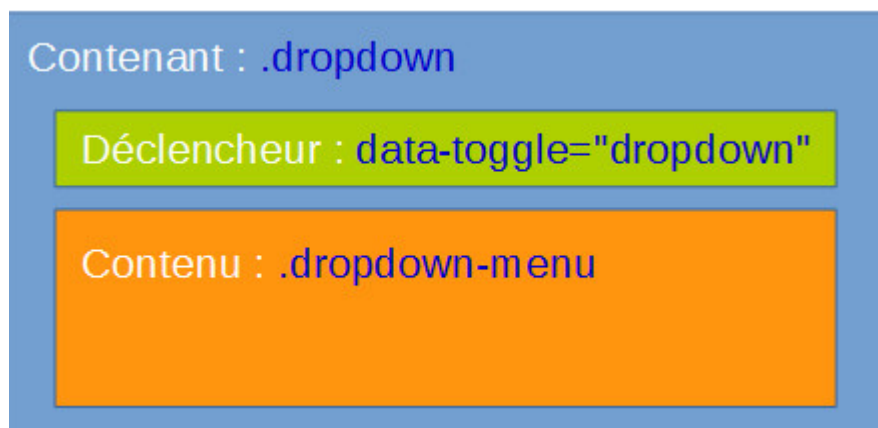 Contenant : .dropdown
Déclencheur : data-toggle="dropdown"
Contenu : .dropdown-menu